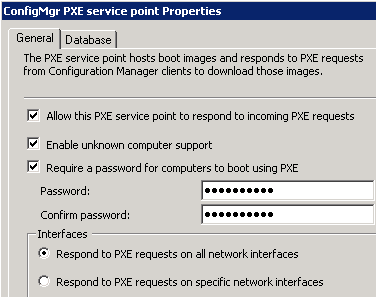 ConfigMgr PXE service point Properties
General Database
The PXE service point hosts boot images and responds to PXE requests
from Configuration Manager clients to download those images.
Allow this PXE service point to respond to incoming PXE requests
Enable unknown computer support
Require a password for computers to boot using PXE
Password: ●●●●●●●●●●
Confirm password: ●●●●●●●●●●
Interfaces
Respond to PXE requests on all network interfaces
Respond to PXE requests on specific network interfaces